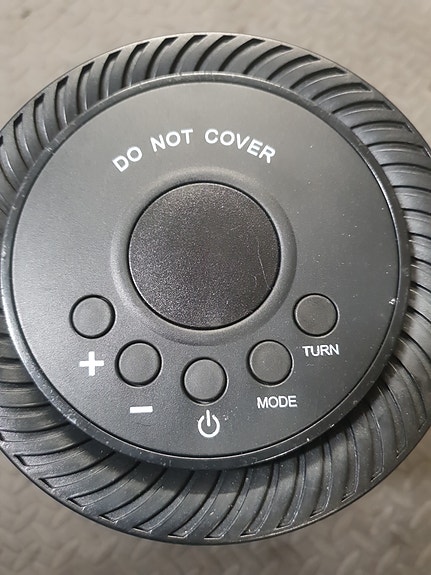 DO NOT COVER
+
-
MODE
TURN